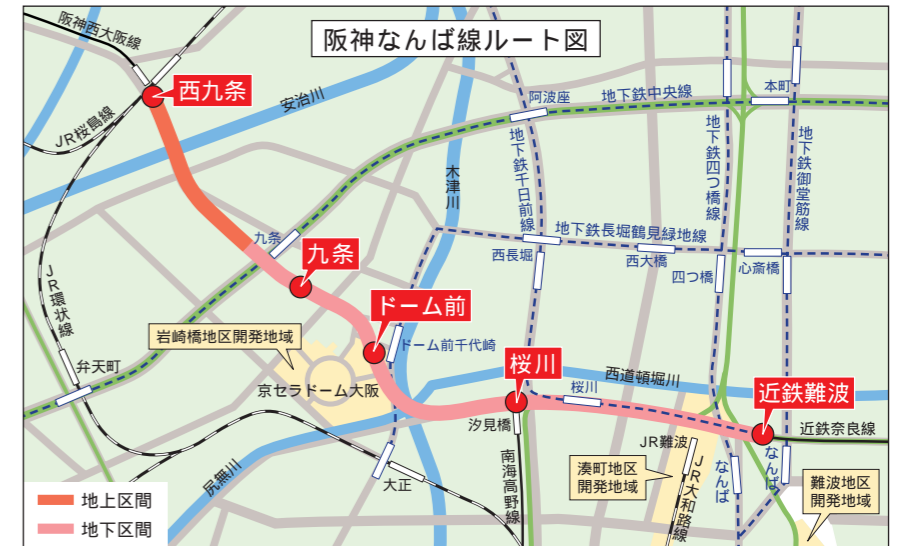 阪神なんば線ルート図
阪神西大阪線
西九条
安治川
JR桜島線
阿波座
地下鉄中央線
本町
地下鉄千日前線
地下鉄四つ橋線
地下鉄御堂筋線
木津川
九条
九条
地下鉄長堀鶴見緑地線
西長堀
西大橋
四つ橋
心斎橋
JR環状線
ドーム前
岩崎橋地区開発地域
ドーム前千代崎
弁天町
京セラドーム大阪
桜川
桜川
西道頓堀川
近鉄難波
汐見橋
近鉄奈良線
JR難波
なんば
なんば
湊町地区
開発地域
JR大和路線
難波地区
開発地域
尻無川
大正
南海高野線
地上区間
地下区間